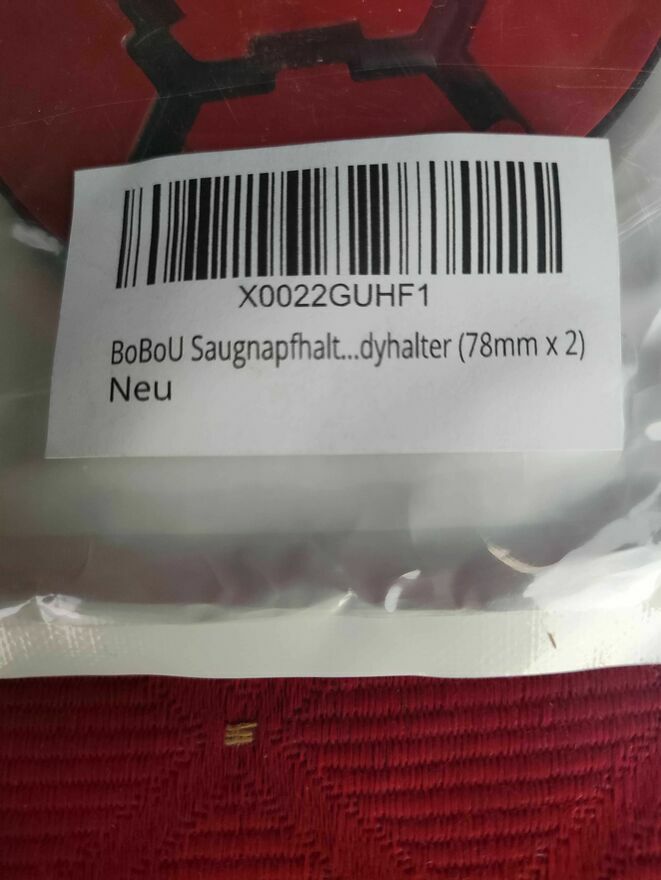 X0022GUHF1
BoBoU Saugnapfhalt...dyhalter (78mm x 2)
Neu